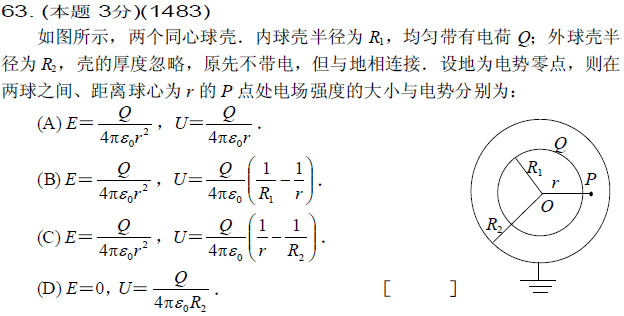 63. (本题 3分)(1483)
如图所示，两个同心球壳．内球壳半径为 R₁，均匀带有电荷 Q；外球壳半
径为 R₂，壳的厚度忽略，原先不带电，但与地相连接．设地为电势零点，则在
两球之间、距离球心为 r 的 P 点处电场强度的大小与电势分别为：
(A) E＝Q/(4πε₀r²)，U＝Q/(4πε₀r)．
(B) E＝Q/(4πε₀r²)，U＝Q/(4πε₀)(1/R₁－1/r)．
(C) E＝Q/(4πε₀r²)，U＝Q/(4πε₀)(1/r－1/R₂)．
(D) E＝0，U＝Q/(4πε₀R₂)．
[ ]
Q
R₁
r
P
O
R₂